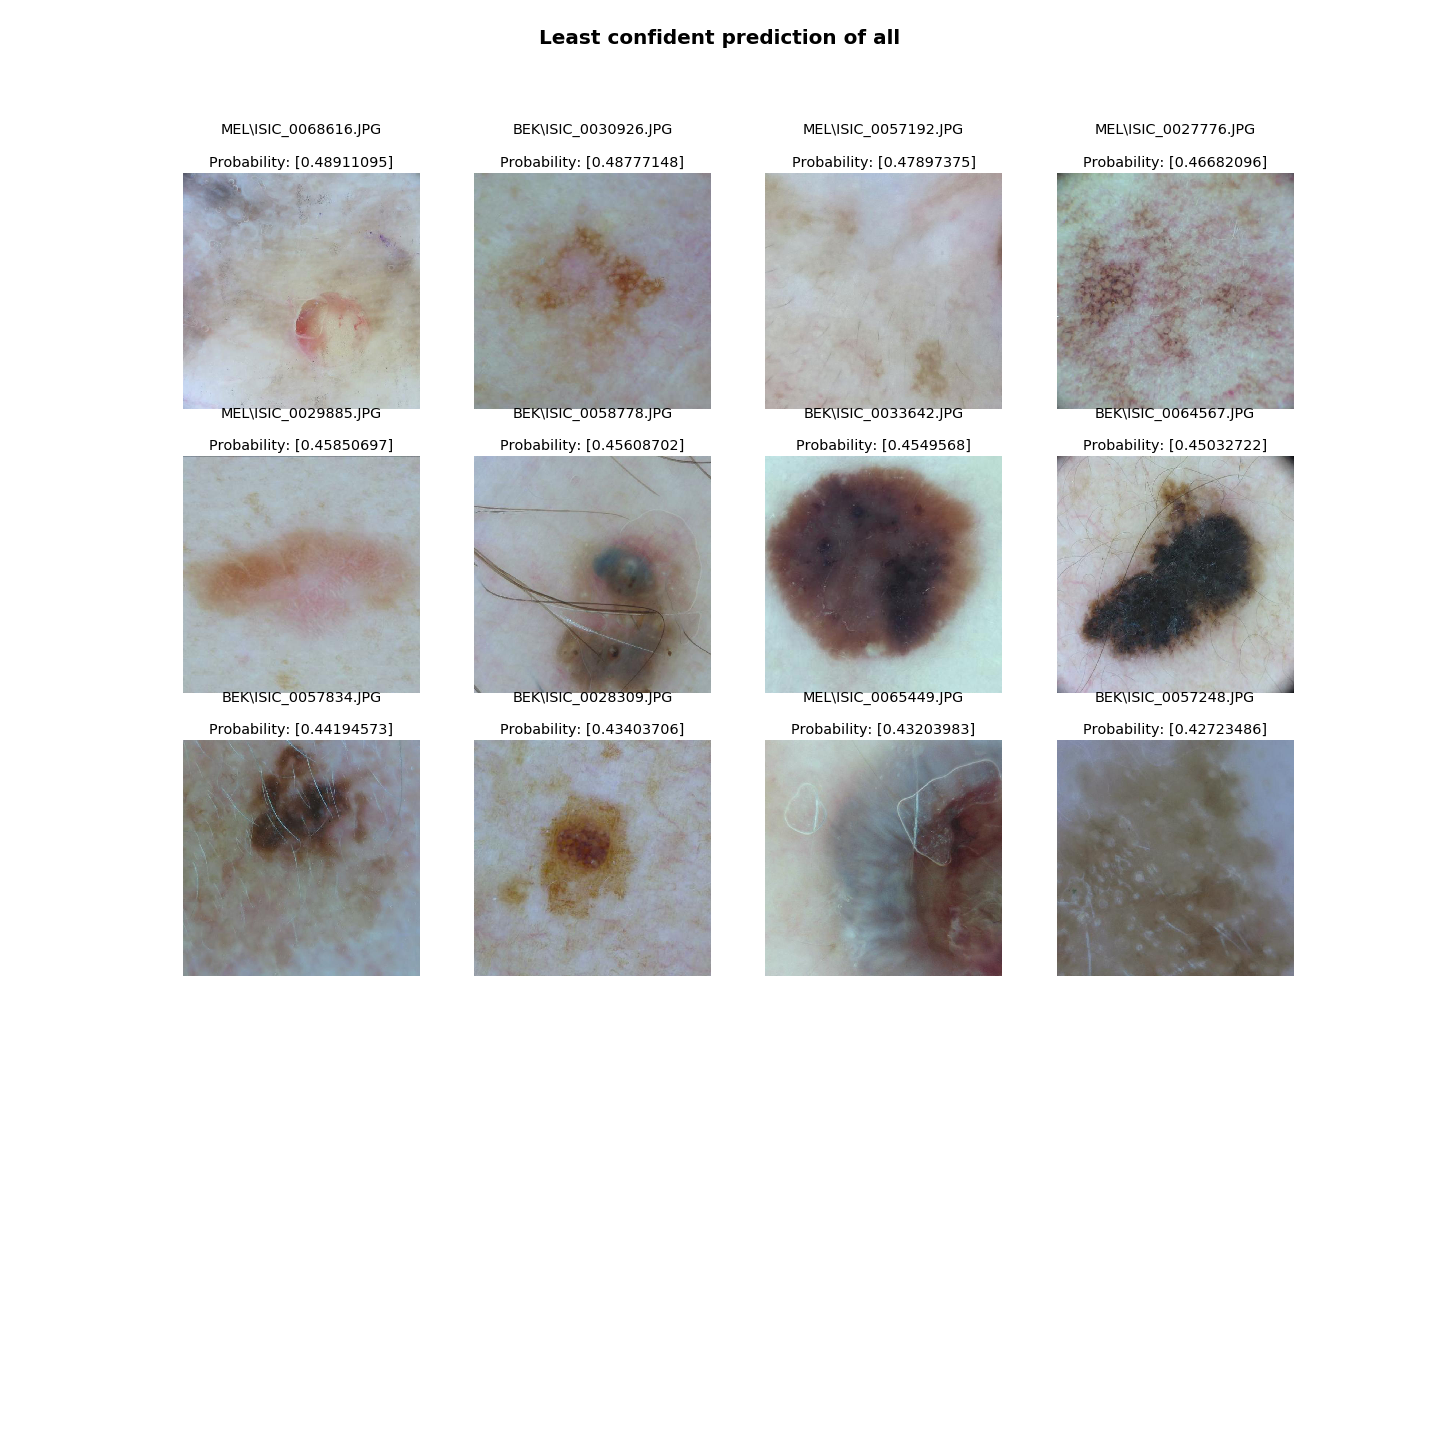 Least confident prediction of all
MEL\ISIC_0068616.JPG
Probability: [0.48911095]
BEK\ISIC_0030926.JPG
Probability: [0.48777148]
MEL\ISIC_0057192.JPG
Probability: [0.47897375]
MEL\ISIC_0027776.JPG
Probability: [0.46682096]
MEL\ISIC_0029885.JPG
Probability: [0.45850697]
BEK\ISIC_0058778.JPG
Probability: [0.45608702]
BEK\ISIC_0033642.JPG
Probability: [0.4549568]
BEK\ISIC_0064567.JPG
Probability: [0.45032722]
BEK\ISIC_0057834.JPG
Probability: [0.44194573]
BEK\ISIC_0028309.JPG
Probability: [0.43403706]
MEL\ISIC_0065449.JPG
Probability: [0.43203983]
BEK\ISIC_0057248.JPG
Probability: [0.42723486]